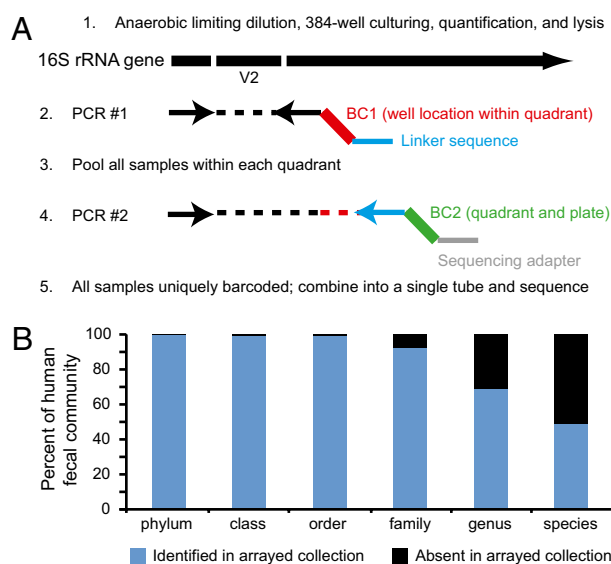 A
1. Anaerobic limiting dilution, 384-well culturing, quantification, and lysis
16S rRNA gene
V2
2. PCR #1
BC1 (well location within quadrant)
Linker sequence
3. Pool all samples within each quadrant
4. PCR #2
BC2 (quadrant and plate)
Sequencing adapter
5. All samples uniquely barcoded; combine into a single tube and sequence
B
Percent of human
fecal community
100
80
60
40
20
0
phylum class order family genus species
Identified in arrayed collection Absent in arrayed collection